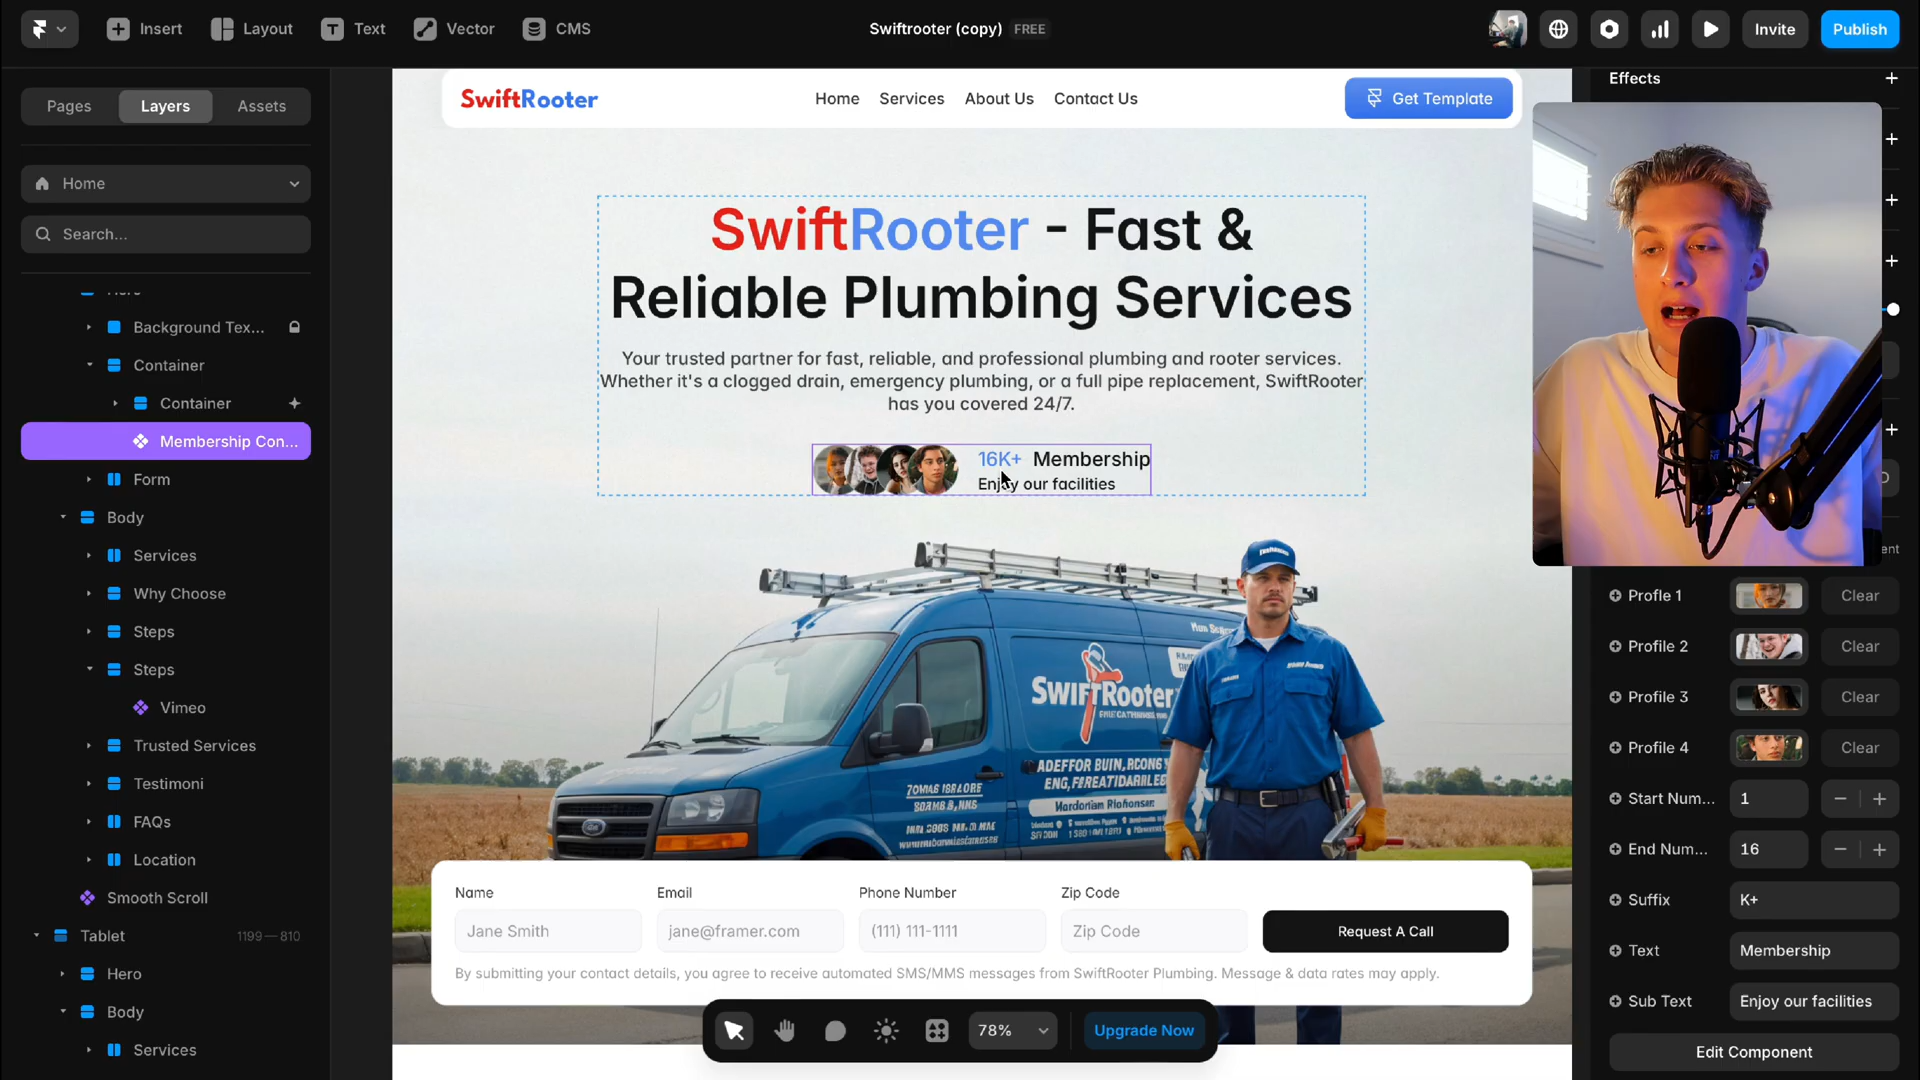 Insert
Layout
Text
Vector
CMS
Swiftrooter (copy) FREE
Invite
Publish
Pages
Layers
Assets
Home
Search...
Background Tex...
Container
Container
Membership Con...
Form
Body
Services
Why Choose
Steps
Steps
Vimeo
Trusted Services
Testimoni
FAQs
Location
Smooth Scroll
Tablet 1199 — 810
Hero
Body
Services
SwiftRooter
Home
Services
About Us
Contact Us
Get Template
SwiftRooter - Fast &
Reliable Plumbing Services
Your trusted partner for fast, reliable, and professional plumbing and rooter services.
Whether it's a clogged drain, emergency plumbing, or a full pipe replacement, SwiftRooter
has you covered 24/7.
16K+ Membership
Enjoy our facilities
SWIFTROOTER
Name
Email
Phone Number
Zip Code
Jane Smith
jane@framer.com
(111) 111-1111
Zip Code
Request A Call
By submitting your contact details, you agree to receive automated SMS/MMS messages from SwiftRooter Plumbing. Message & data rates may apply.
78%
Upgrade Now
Effects
Profle 1
Clear
Profile 2
Clear
Profile 3
Clear
Profile 4
Clear
Start Num... 1
End Num... 16
Suffix K+
Text Membership
Sub Text Enjoy our facilities
Edit Component